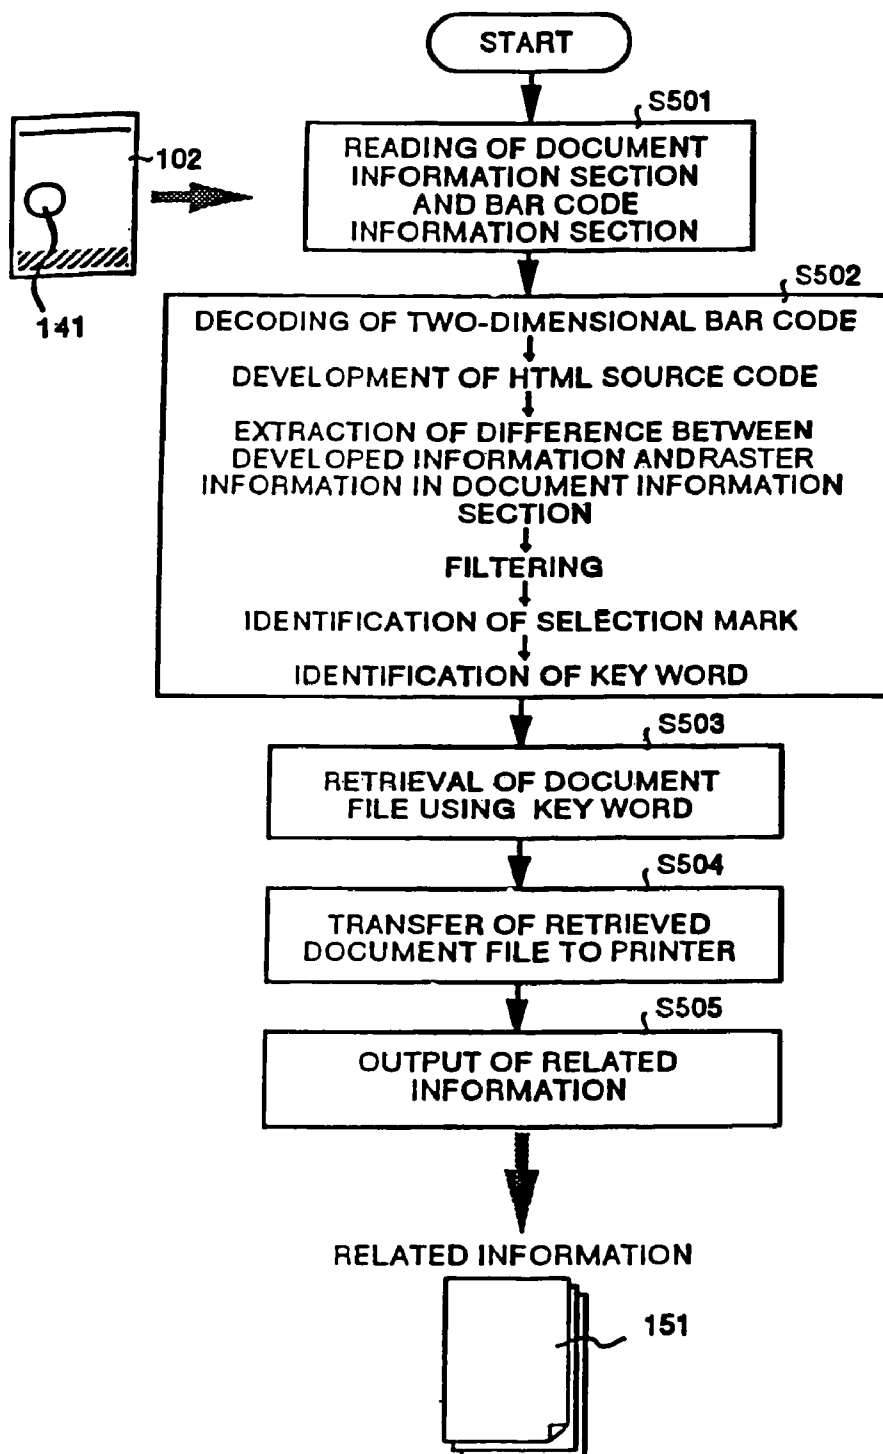 START
S501
READING OF DOCUMENT
INFORMATION SECTION
AND BAR CODE
INFORMATION SECTION
102
141
S502
DECODING OF TWO-DIMENSIONAL BAR CODE
DEVELOPMENT OF HTML SOURCE CODE
EXTRACTION OF DIFFERENCE BETWEEN
DEVELOPED INFORMATION ANDRASTER
INFORMATION IN DOCUMENT INFORMATION
SECTION
FILTERING
IDENTIFICATION OF SELECTION MARK
IDENTIFICATION OF KEY WORD
S503
RETRIEVAL OF DOCUMENT
FILE USING KEY WORD
S504
TRANSFER OF RETRIEVED
DOCUMENT FILE TO PRINTER
S505
OUTPUT OF RELATED
INFORMATION
RELATED INFORMATION
151